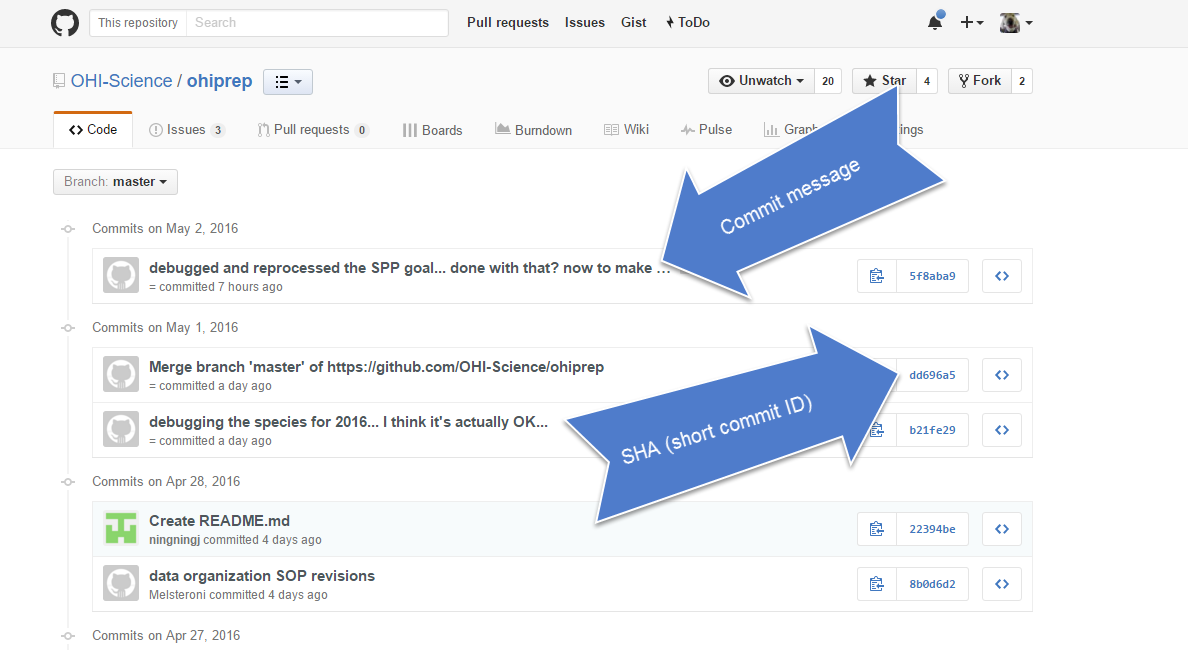 This repository Search Pull requests Issues Gist ToDo
OHI-Science / ohiprep Unwatch 20 Star 4 Fork 2
Code Issues 3 Pull requests 0 Boards Burndown Wiki Pulse
Branch: master
Commit message
Commits on May 2, 2016
debugged and reprocessed the SPP goal... done with that? now to make ...
= committed 7 hours ago
5f8aba9
Commits on May 1, 2016
Merge branch 'master' of https://github.com/OHI-Science/ohiprep
= committed a day ago
dd696a5
debugging the species for 2016... I think it's actually OK...
= committed a day ago
b21fe29
SHA (short commit ID)
Commits on Apr 28, 2016
Create README.md
ningningj committed 4 days ago
22394be
data organization SOP revisions
Melsteroni committed 4 days ago
8b0d6d2
Commits on Apr 27, 2016